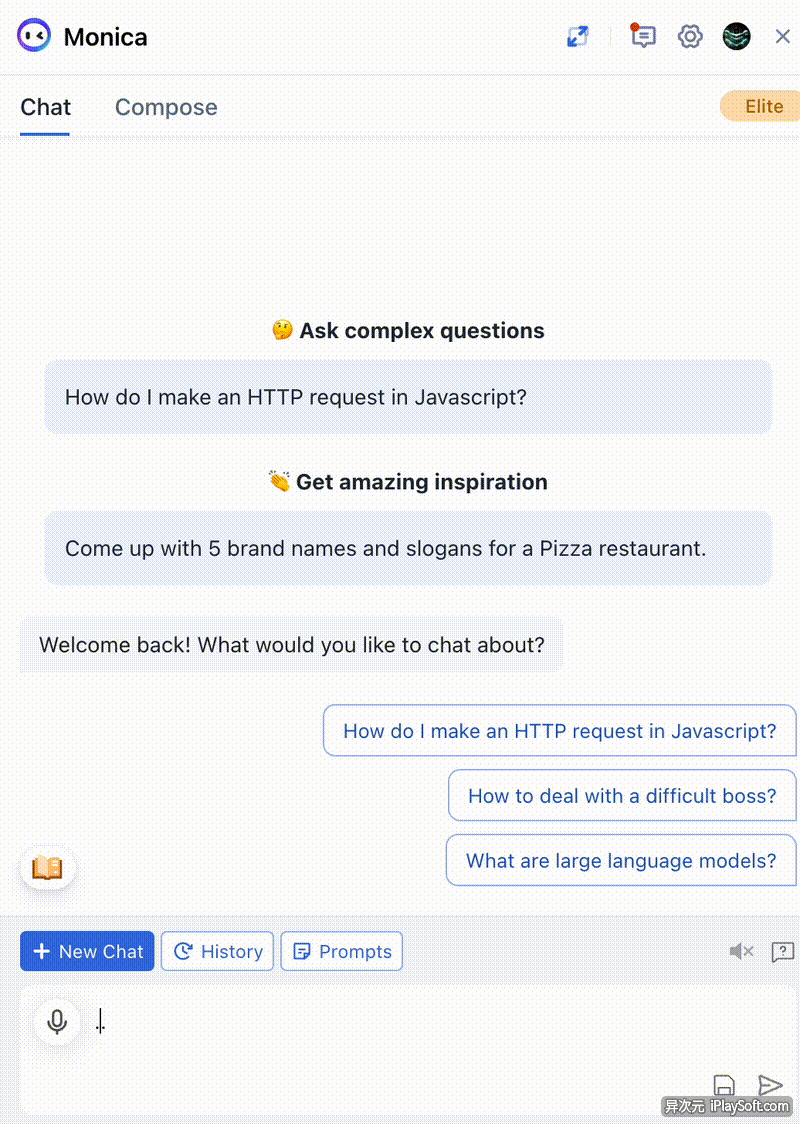 Monica
Chat
Compose
Elite
🤔 Ask complex questions
How do I make an HTTP request in Javascript?
👏 Get amazing inspiration
Come up with 5 brand names and slogans for a Pizza restaurant.
Welcome back! What would you like to chat about?
How do I make an HTTP request in Javascript?
How to deal with a difficult boss?
What are large language models?
+ New Chat
History
Prompts
异次元 iPlaySoft.com